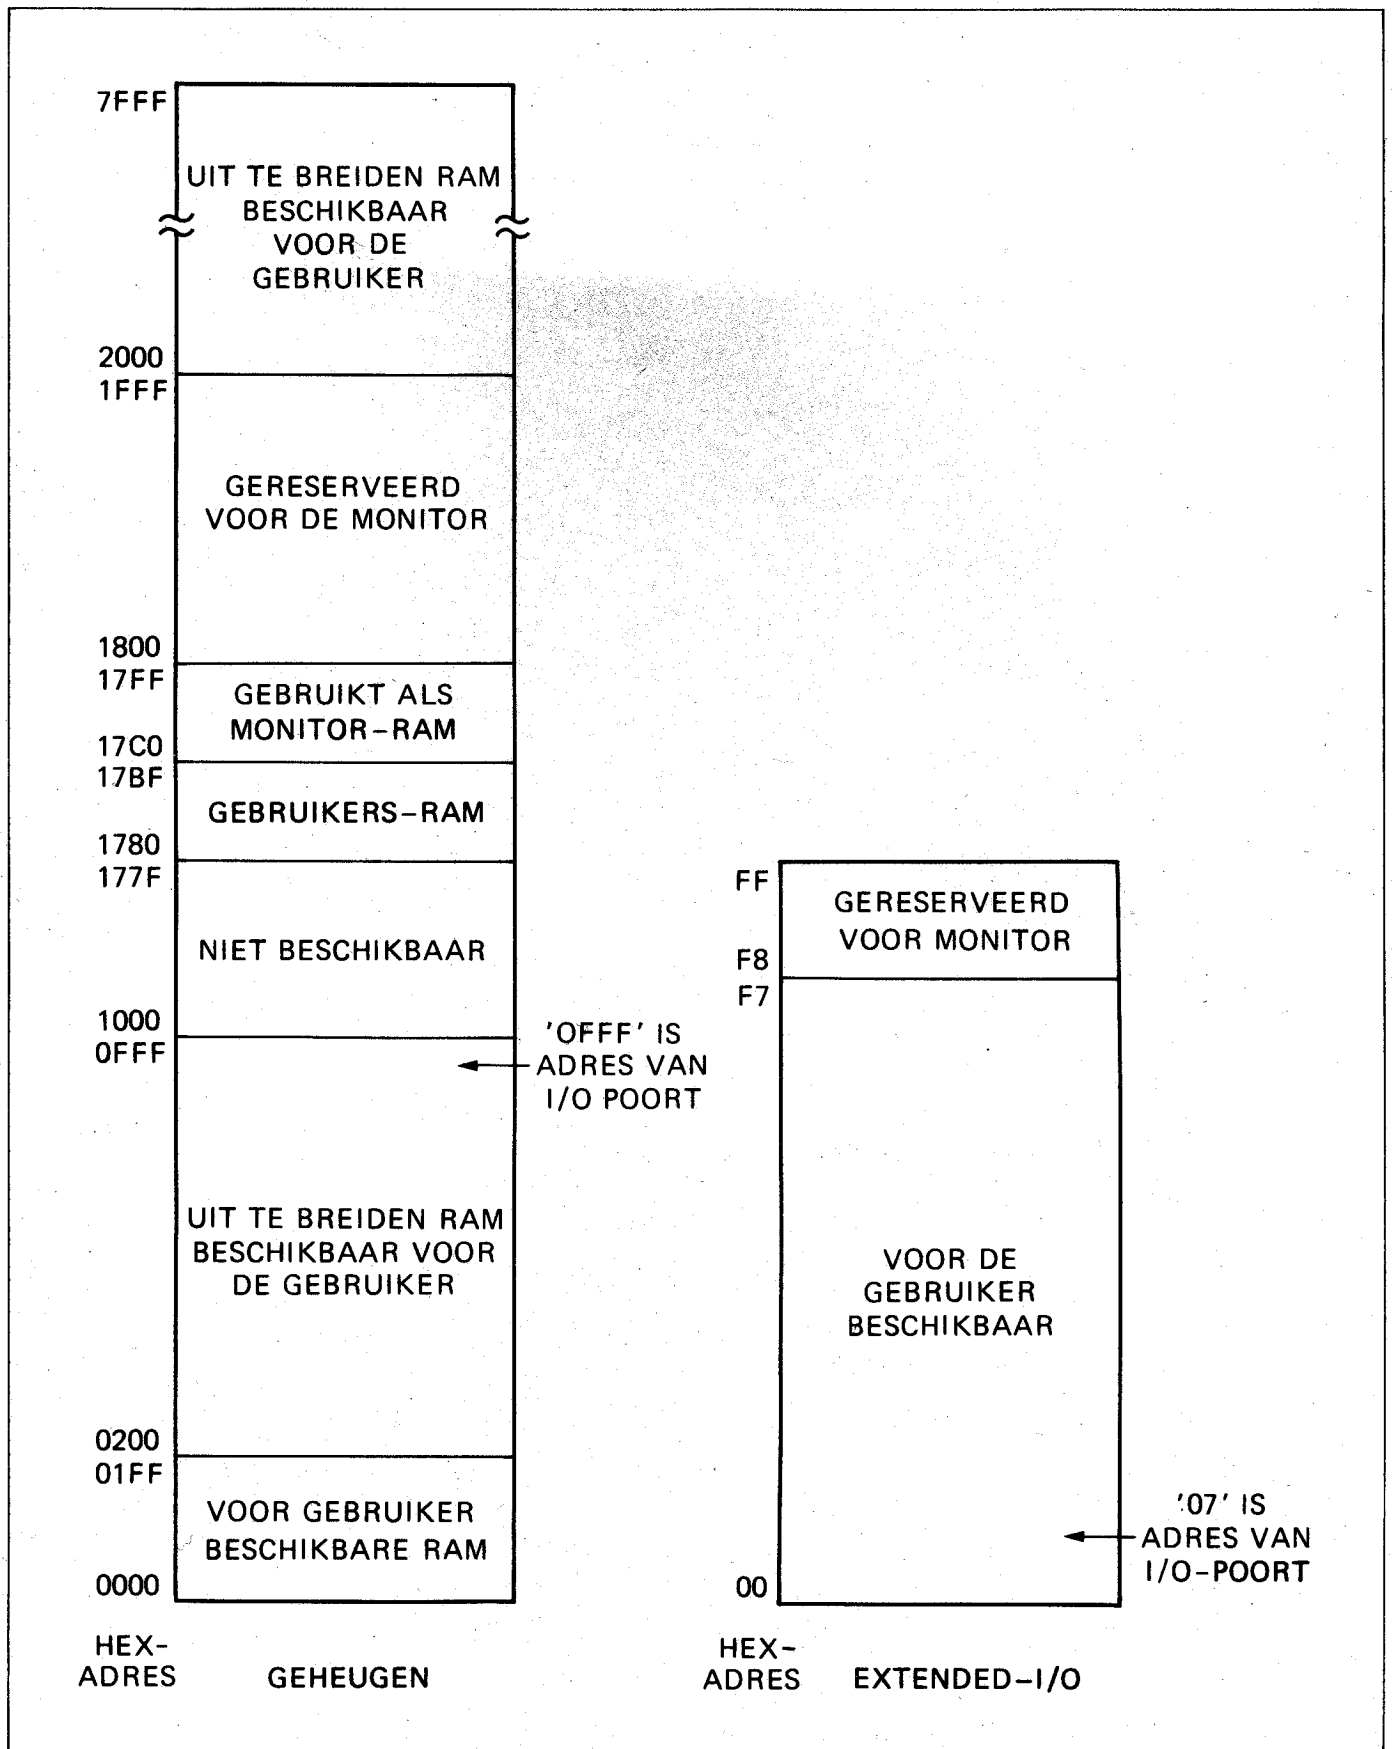 7FFF
UIT TE BREIDEN RAM
BESCHIKBAAR
VOOR DE
GEBRUIKER
2000
1FFF
GERESERVEERD
VOOR DE MONITOR
1800
17FF
GEBRUIKT ALS
MONITOR-RAM
17C0
17BF
GEBRUIKERS-RAM
1780
177F
NIET BESCHIKBAAR
1000
0FFF
'OFFF' IS
ADRES VAN
I/O POORT
UIT TE BREIDEN RAM
BESCHIKBAAR VOOR
DE GEBRUIKER
0200
01FF
VOOR GEBRUIKER
BESCHIKBARE RAM
0000
HEX-
ADRES
GEHEUGEN
FF
GERESERVEERD
VOOR MONITOR
F8
F7
VOOR DE
GEBRUIKER
BESCHIKBAAR
'07' IS
ADRES VAN
I/O-POORT
00
HEX-
ADRES
EXTENDED-I/O